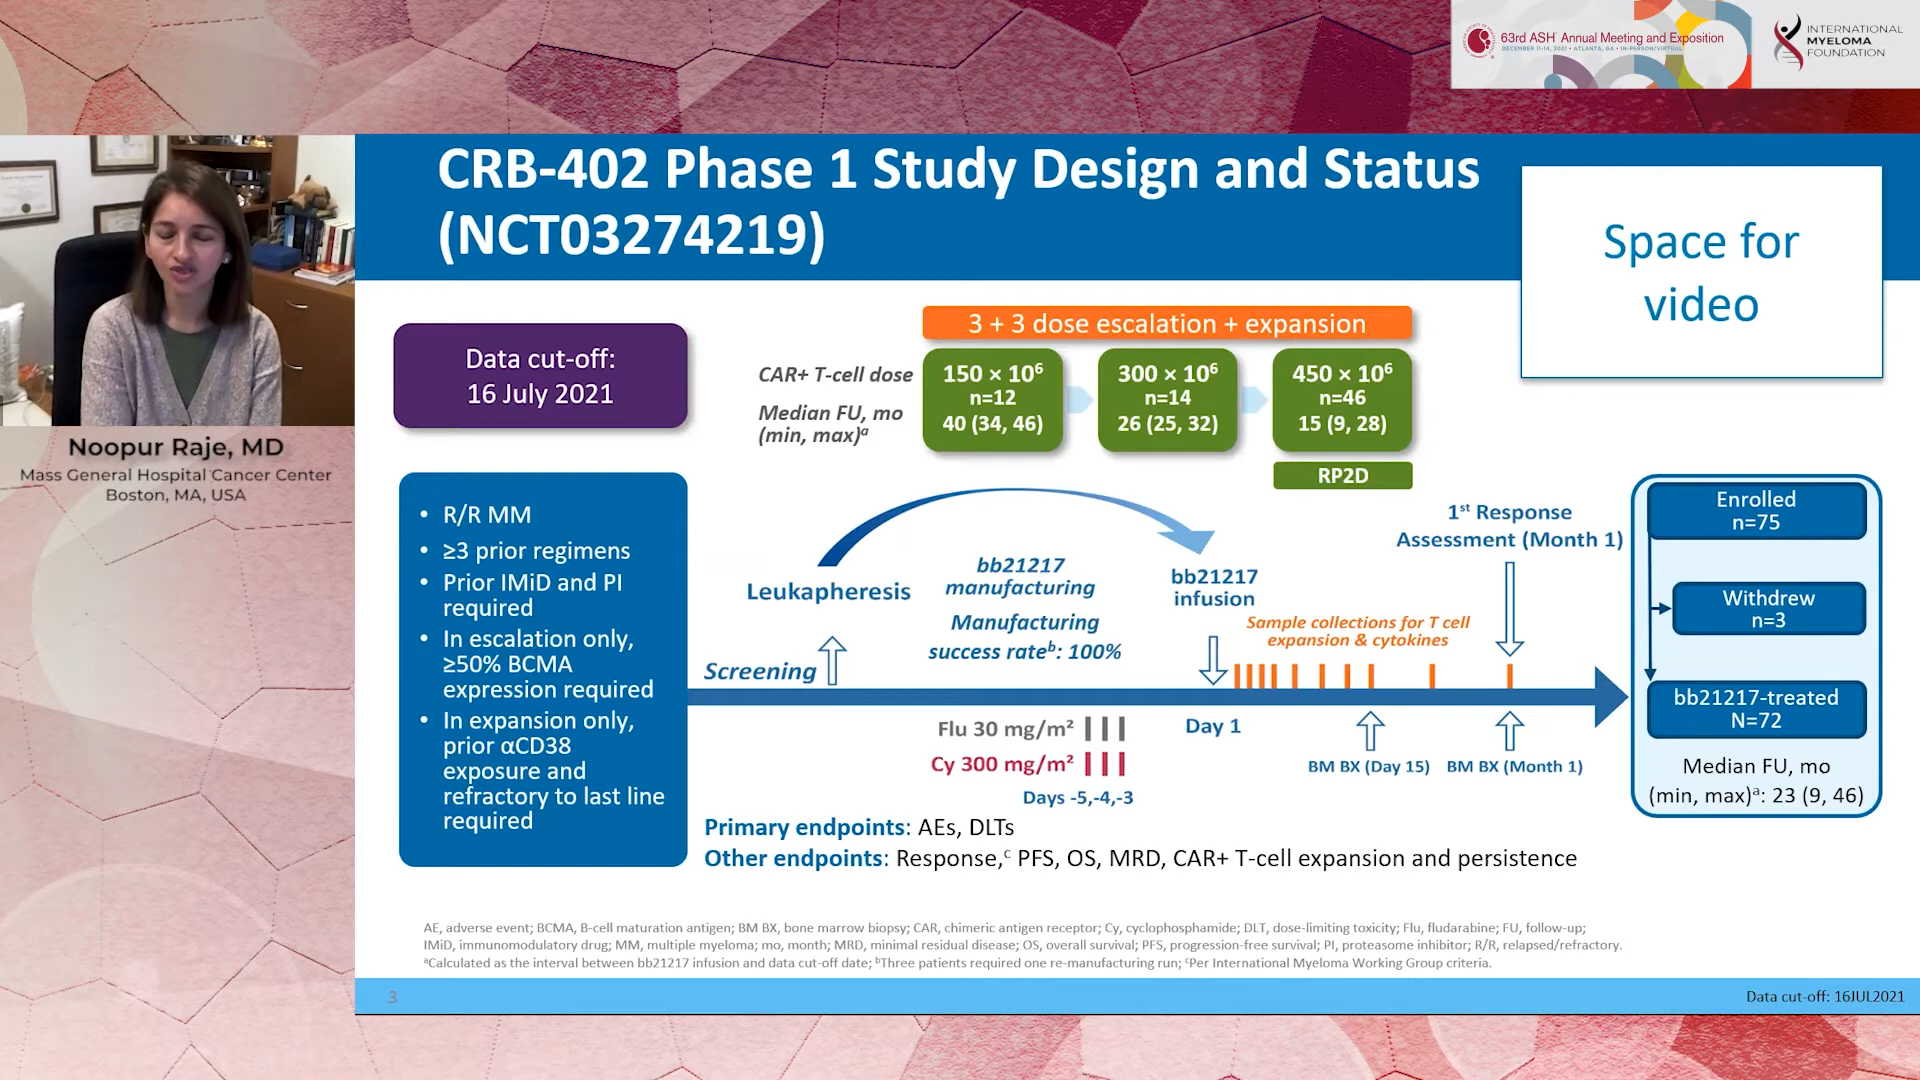 63rd ASH® Annual Meeting and Exposition
DECEMBER 11-14, 2021 • ATLANTA, GA • IN-PERSON/VIRTUAL
INTERNATIONAL
MYELOMA
FOUNDATION
CRB-402 Phase 1 Study Design and Status
(NCT03274219)
Space for
video
Noopur Raje, MD
Mass General Hospital Cancer Center
Boston, MA, USA
Data cut-off:
16 July 2021
3 + 3 dose escalation + expansion
CAR+ T-cell dose
Median FU, mo
(min, max)ᵃ
150 × 10⁶
n=12
40 (34, 46)
300 × 10⁶
n=14
26 (25, 32)
450 × 10⁶
n=46
15 (9, 28)
RP2D
• R/R MM
• ≥3 prior regimens
• Prior IMiD and PI
required
• In escalation only,
≥50% BCMA
expression required
• In expansion only,
prior αCD38
exposure and
refractory to last line
required
Leukapheresis
bb21217
manufacturing
Manufacturing
success rateᵇ: 100%
bb21217
infusion
Screening
Sample collections for T cell
expansion & cytokines
1ˢᵗ Response
Assessment (Month 1)
Flu 30 mg/m²
Cy 300 mg/m²
Days -5,-4,-3
Day 1
BM BX (Day 15)
BM BX (Month 1)
Enrolled
n=75
Withdrew
n=3
bb21217-treated
N=72
Median FU, mo
(min, max)ᵃ: 23 (9, 46)
Primary endpoints: AEs, DLTs
Other endpoints: Response,ᶜ PFS, OS, MRD, CAR+ T-cell expansion and persistence
AE, adverse event; BCMA, B-cell maturation antigen; BM BX, bone marrow biopsy; CAR, chimeric antigen receptor; Cy, cyclophosphamide; DLT, dose-limiting toxicity; Flu, fludarabine; FU, follow-up;
IMiD, immunomodulatory drug; MM, multiple myeloma; mo, month; MRD, minimal residual disease; OS, overall survival; PFS, progression-free survival; PI, proteasome inhibitor; R/R, relapsed/refractory.
ᵃCalculated as the interval between bb21217 infusion and data cut-off date; ᵇThree patients required one re-manufacturing run; ᶜPer International Myeloma Working Group criteria.
3
Data cut-off: 16JUL2021